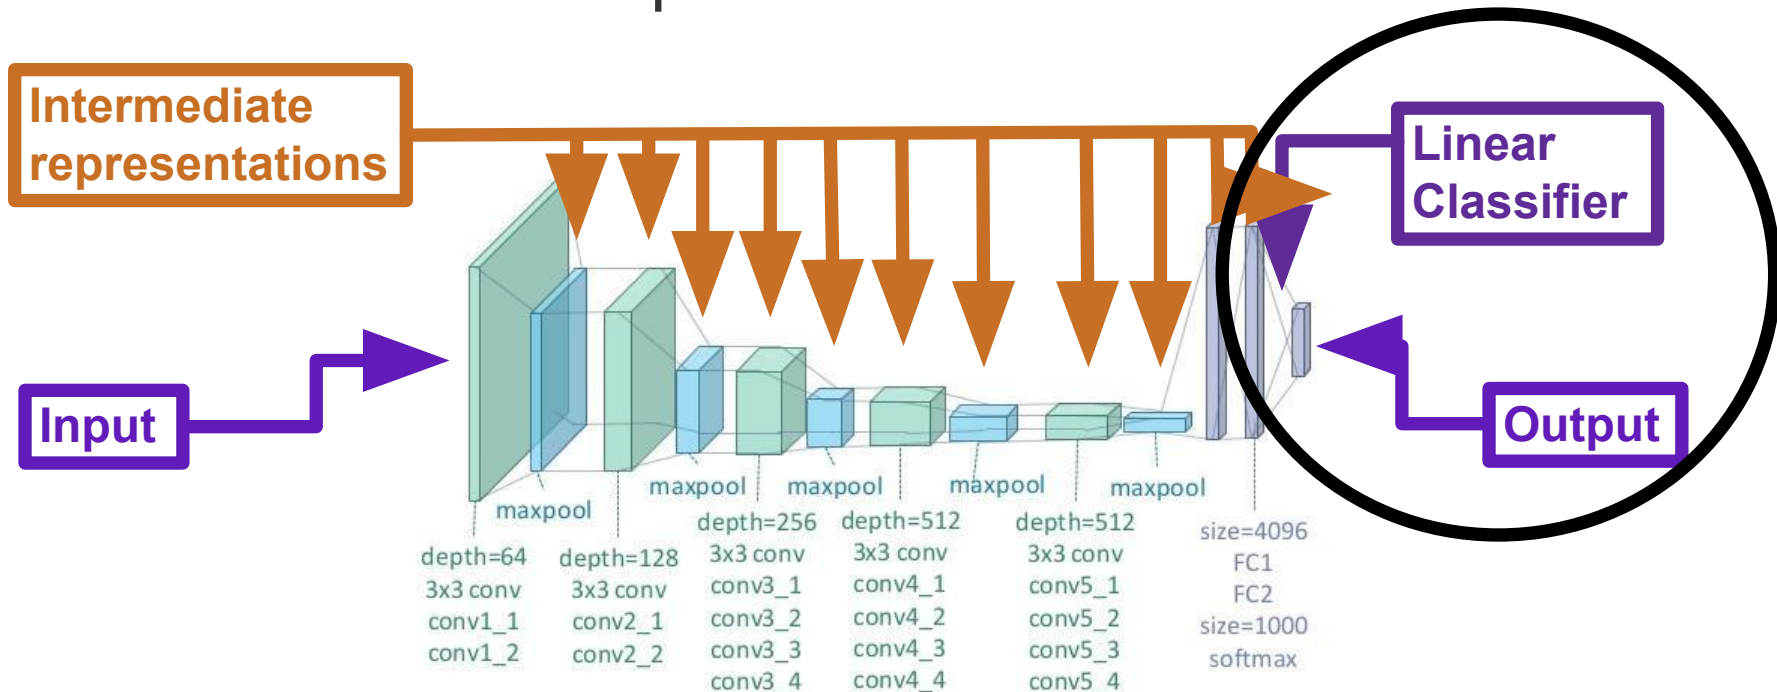 Intermediate
representations
Linear
Classifier
Input
Output
maxpool
maxpool
maxpool
maxpool
maxpool
depth=64
3x3 conv
conv1_1
conv1_2
depth=128
3x3 conv
conv2_1
conv2_2
depth=256
3x3 conv
conv3_1
conv3_2
conv3_3
conv3_4
depth=512
3x3 conv
conv4_1
conv4_2
conv4_3
conv4_4
depth=512
3x3 conv
conv5_1
conv5_2
conv5_3
conv5_4
size=4096
FC1
FC2
size=1000
softmax